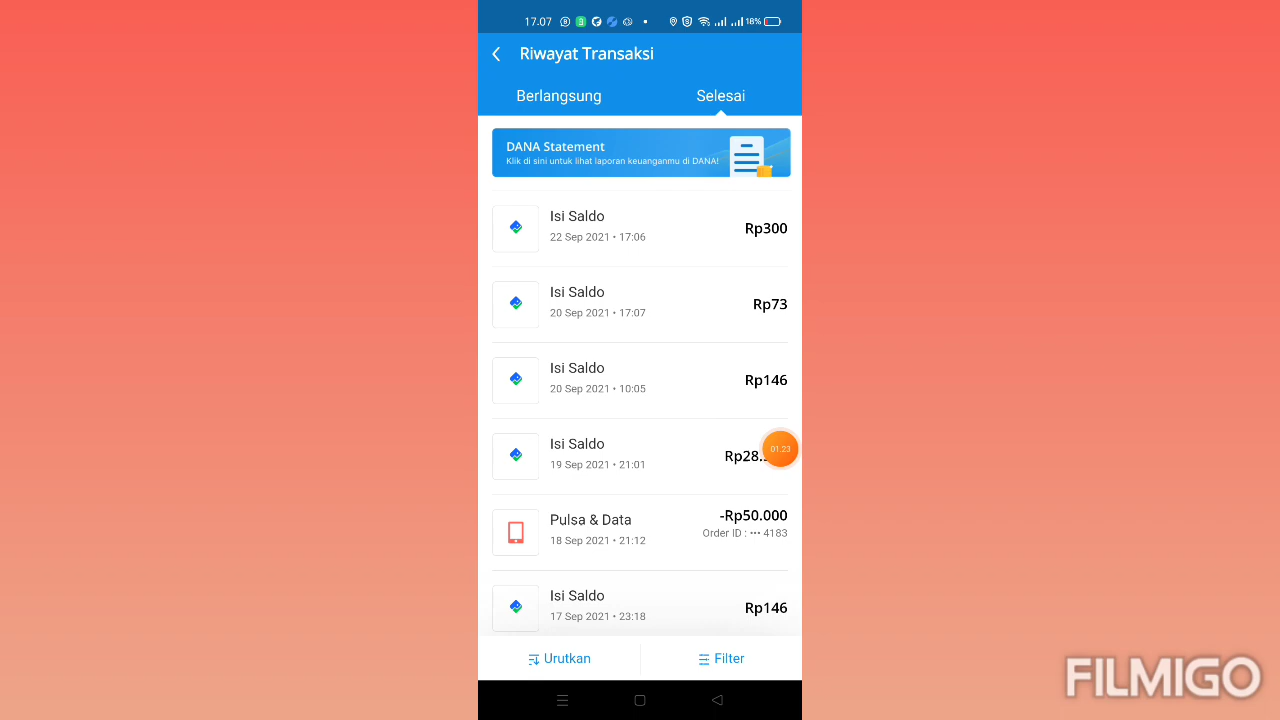 17.07
18%
Riwayat Transaksi
Berlangsung
Selesai
DANA Statement
Klik di sini untuk lihat laporan keuanganmu di DANA!
Isi Saldo
Rp300
22 Sep 2021 • 17:06
Isi Saldo
Rp73
20 Sep 2021 • 17:07
Isi Saldo
Rp146
20 Sep 2021 • 10:05
Isi Saldo
Rp28.
01:23
19 Sep 2021 • 21:01
Pulsa & Data
-Rp50.000
18 Sep 2021 • 21:12
Order ID : ••• 4183
Isi Saldo
Rp146
17 Sep 2021 • 23:18
Urutkan
Filter
FILMIGO